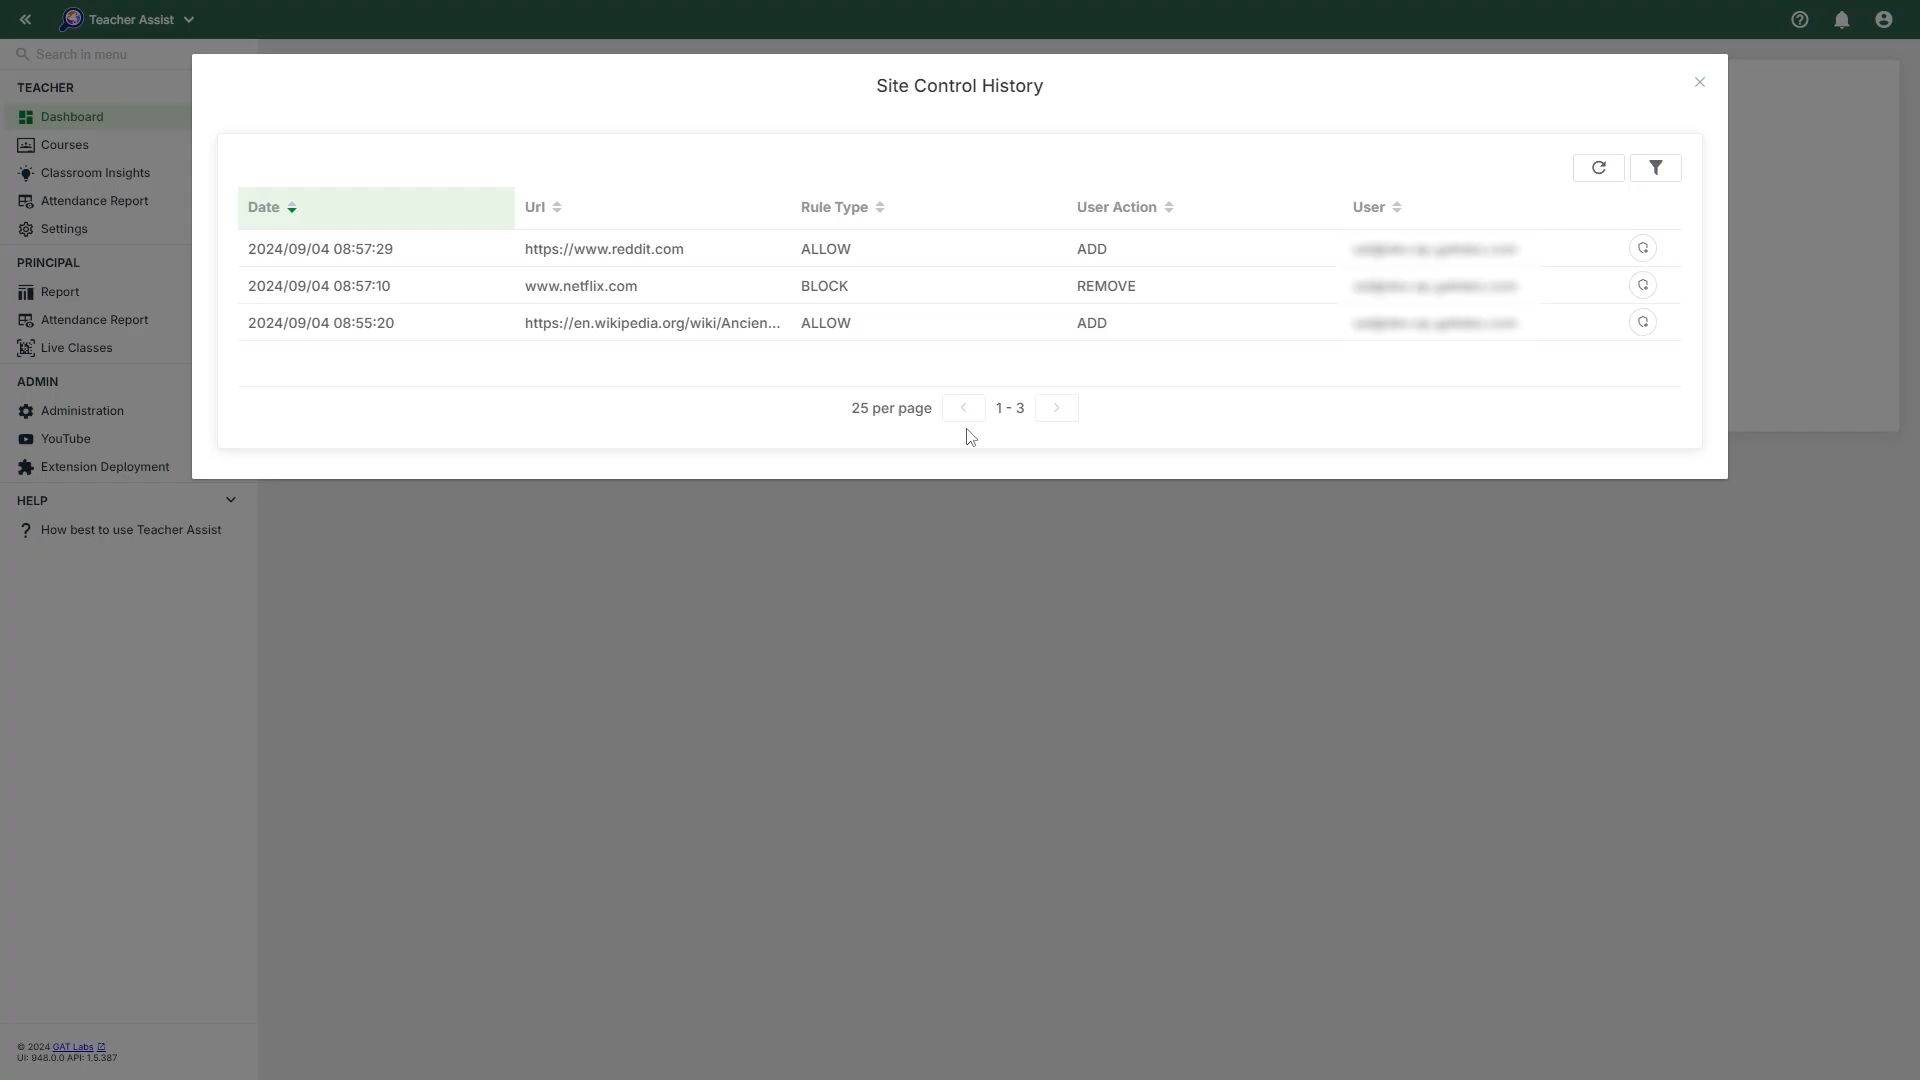 Teacher Assist
Search in menu
TEACHER
Dashboard
Courses
Classroom Insights
Attendance Report
Settings
PRINCIPAL
Report
Attendance Report
Live Classes
ADMIN
Administration
YouTube
Extension Deployment
HELP
How best to use Teacher Assist
© 2024 GAT Labs
UI: 948.0.0 API: 1.5.387
Site Control History
Date Url Rule Type User Action User
2024/09/04 08:57:29 https://www.reddit.com ALLOW ADD
2024/09/04 08:57:10 www.netflix.com BLOCK REMOVE
2024/09/04 08:55:20 https://en.wikipedia.org/wiki/Ancien... ALLOW ADD
25 per page 1 - 3